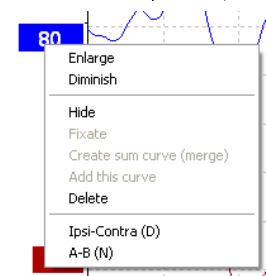 80
Enlarge
Diminish
Hide
Fixate
Create sum curve (merge)
Add this curve
Delete
Ipsi-Contra (D)
A-B (N)